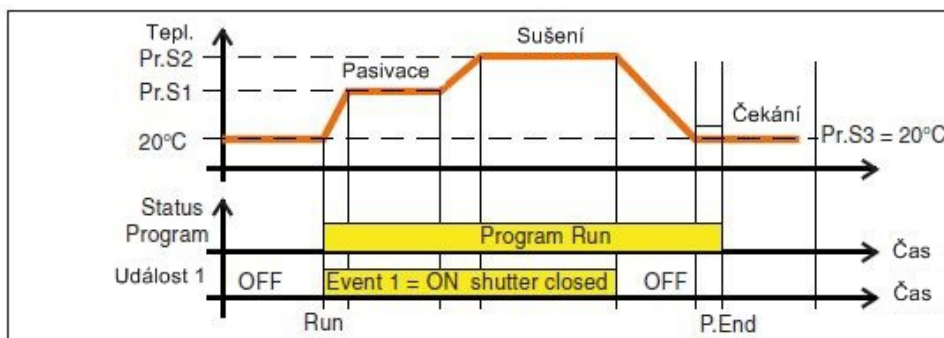 Tepl.
Sušení
Pr.S2
Pasivace
Pr.S1
Čekání
20°C
Pr.S3 = 20°C
Status
Program
Program Run
Čas
Událost 1
OFF
Event 1 = ON shutter closed
OFF
Čas
Run
P.End